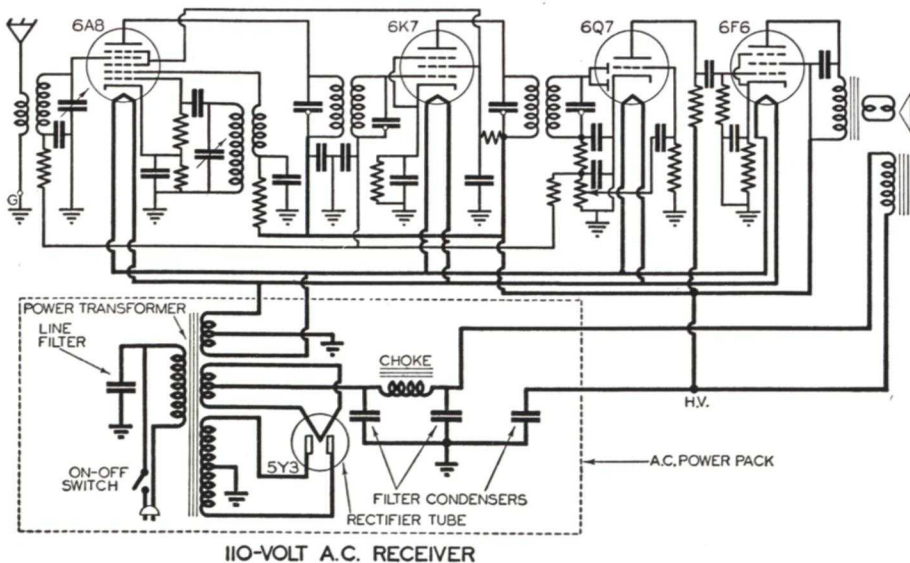 6A8
6K7
6Q7
6F6
G
POWER TRANSFORMER
LINE
FILTER
CHOKE
H.V.
5Y3
ON-OFF
SWITCH
FILTER CONDENSERS
RECTIFIER TUBE
A.C. POWER PACK
110-VOLT A.C. RECEIVER